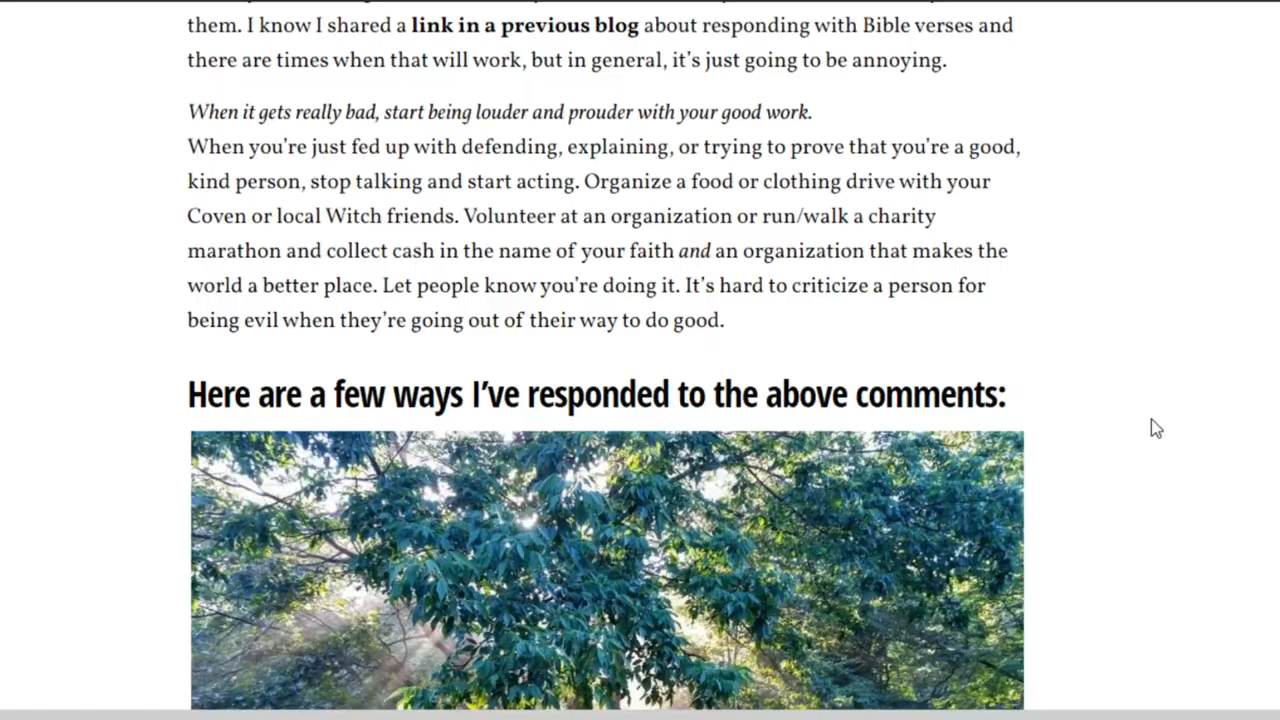 them. I know I shared a link in a previous blog about responding with Bible verses and
there are times when that will work, but in general, it’s just going to be annoying.
When it gets really bad, start being louder and prouder with your good work.
When you’re just fed up with defending, explaining, or trying to prove that you’re a good,
kind person, stop talking and start acting. Organize a food or clothing drive with your
Coven or local Witch friends. Volunteer at an organization or run/walk a charity
marathon and collect cash in the name of your faith and an organization that makes the
world a better place. Let people know you’re doing it. It’s hard to criticize a person for
being evil when they’re going out of their way to do good.
Here are a few ways I’ve responded to the above comments: